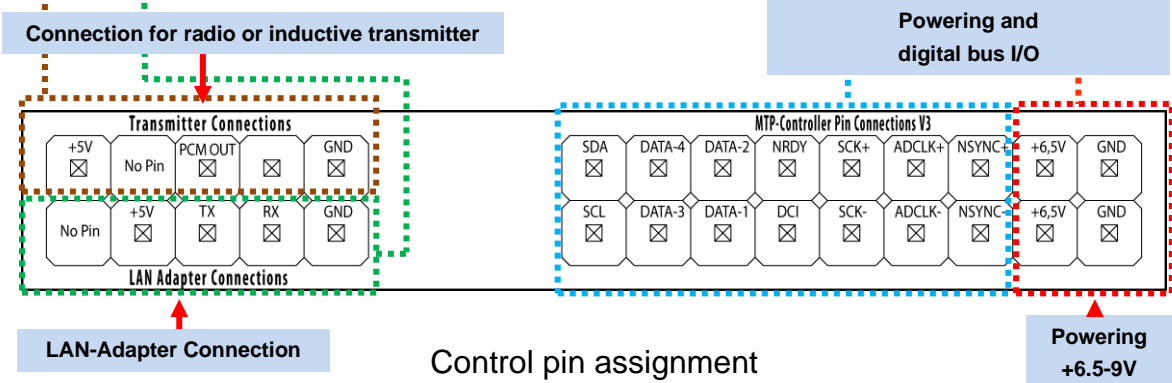 Connection for radio or inductive transmitter
Powering and
digital bus I/O
Transmitter Connections
MTP-Controller Pin Connections V3
+5V No Pin PCM OUT GND
SDA DATA-4 DATA-2 NRDY SCK+ ADCLK+ NSYNC+ +6,5V GND
No Pin +5V TX RX GND
SCL DATA-3 DATA-1 DCI SCK- ADCLK- NSYNC- +6,5V GND
LAN Adapter Connections
LAN-Adapter Connection
Control pin assignment
Powering
+6.5-9V